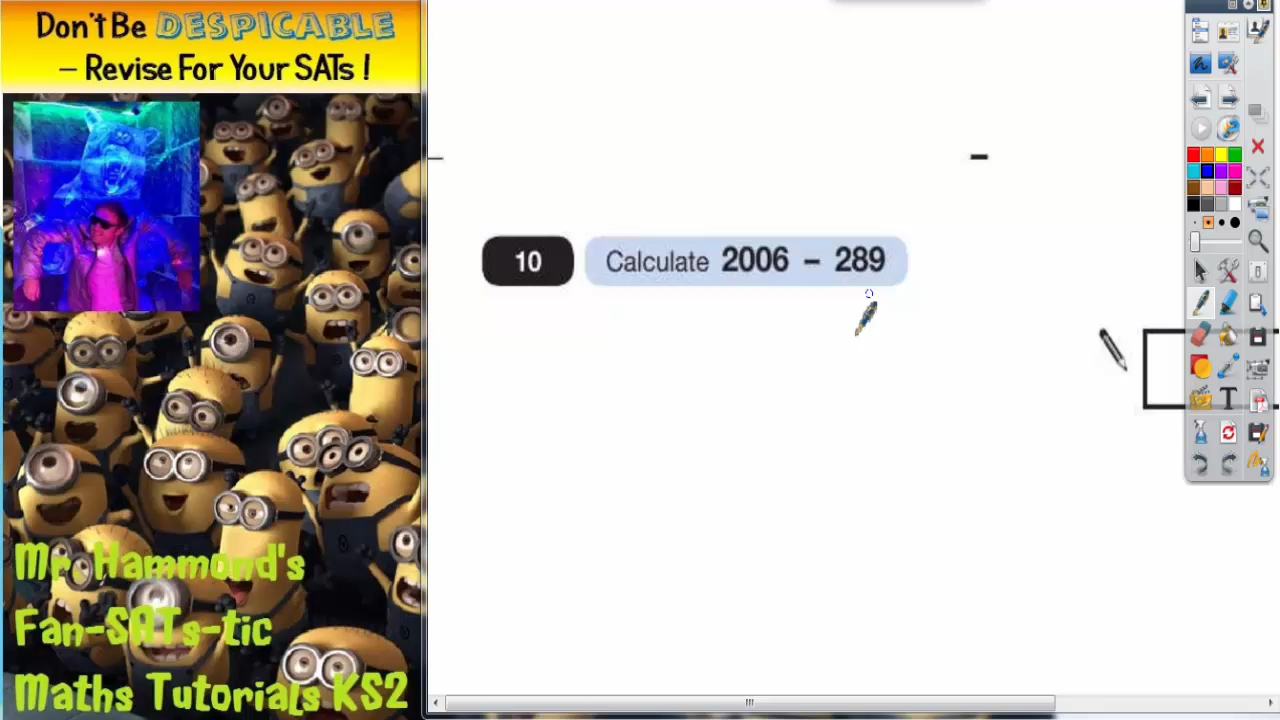 Don't Be DESPICABLE
– Revise For Your SATs !
10 Calculate 2006 – 289
T
Mr. Hammond's
Fan-SATs-tic
Maths Tutorials KS2